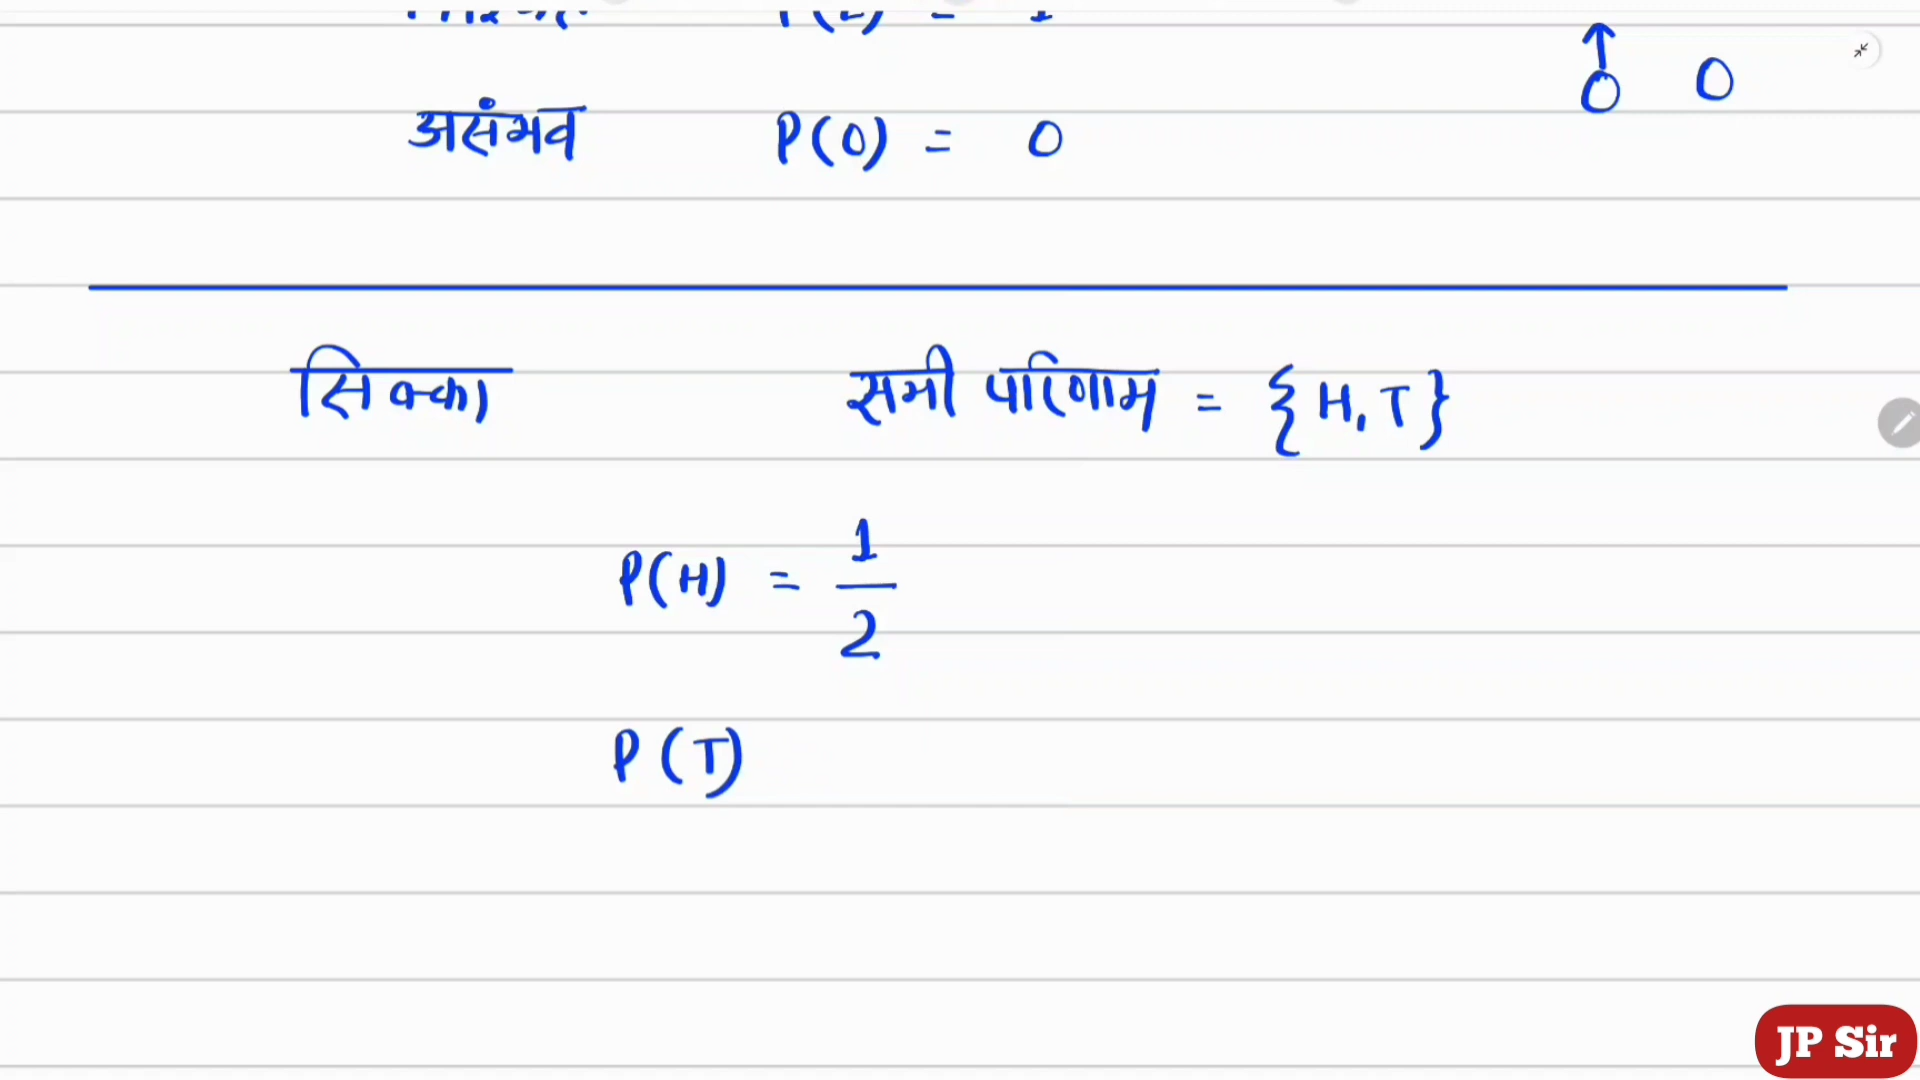 0 0
असंभव P(0) = 0
सिक्का सभी परिणाम = {H, T}
P(H) = 1/2
P(T)
JP Sir